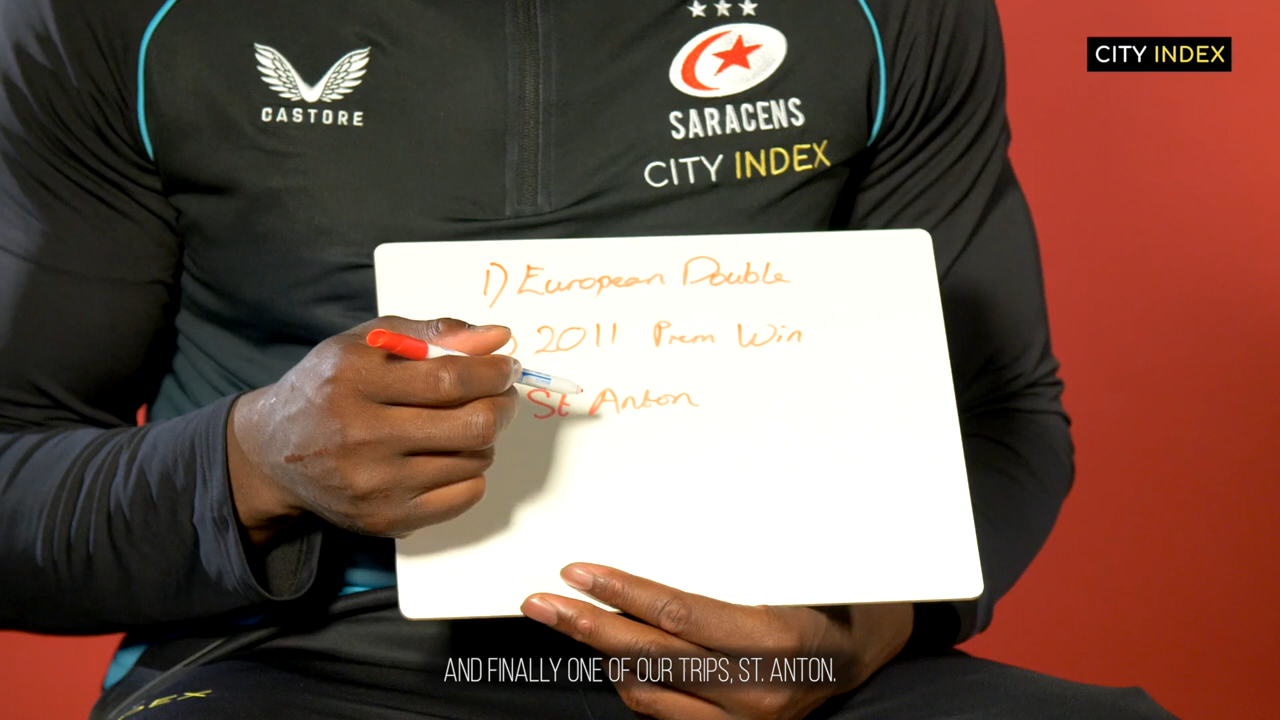 CITY INDEX
CASTORE
SARACENS
CITY INDEX
1) European Double
2011 Prem Win
St Anton
AND FINALLY ONE OF OUR TRIPS, ST. ANTON.